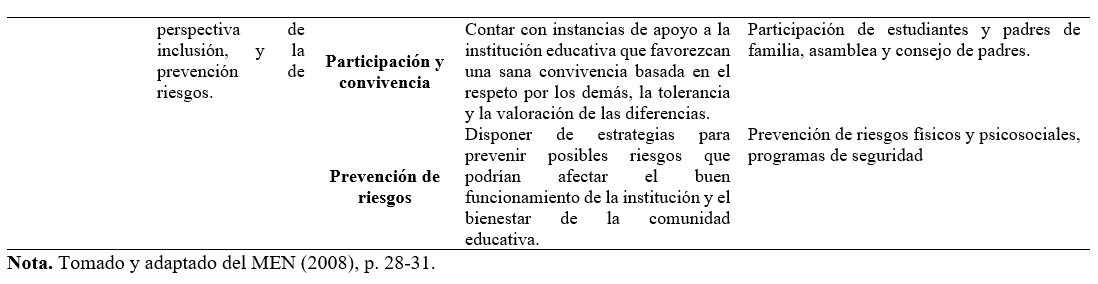 perspectiva de
inclusión, y la
prevención de
riesgos.
Participación y
convivencia
Contar con instancias de apoyo a la
institución educativa que favorezcan
una sana convivencia basada en el
respeto por los demás, la tolerancia
y la valoración de las diferencias.
Participación de estudiantes y padres de
familia, asamblea y consejo de padres.
Prevención de
riesgos
Disponer de estrategias para
prevenir posibles riesgos que
podrían afectar el buen
funcionamiento de la institución y el
bienestar de la comunidad
educativa.
Prevención de riesgos físicos y psicosociales,
programas de seguridad
Nota. Tomado y adaptado del MEN (2008), p. 28-31.